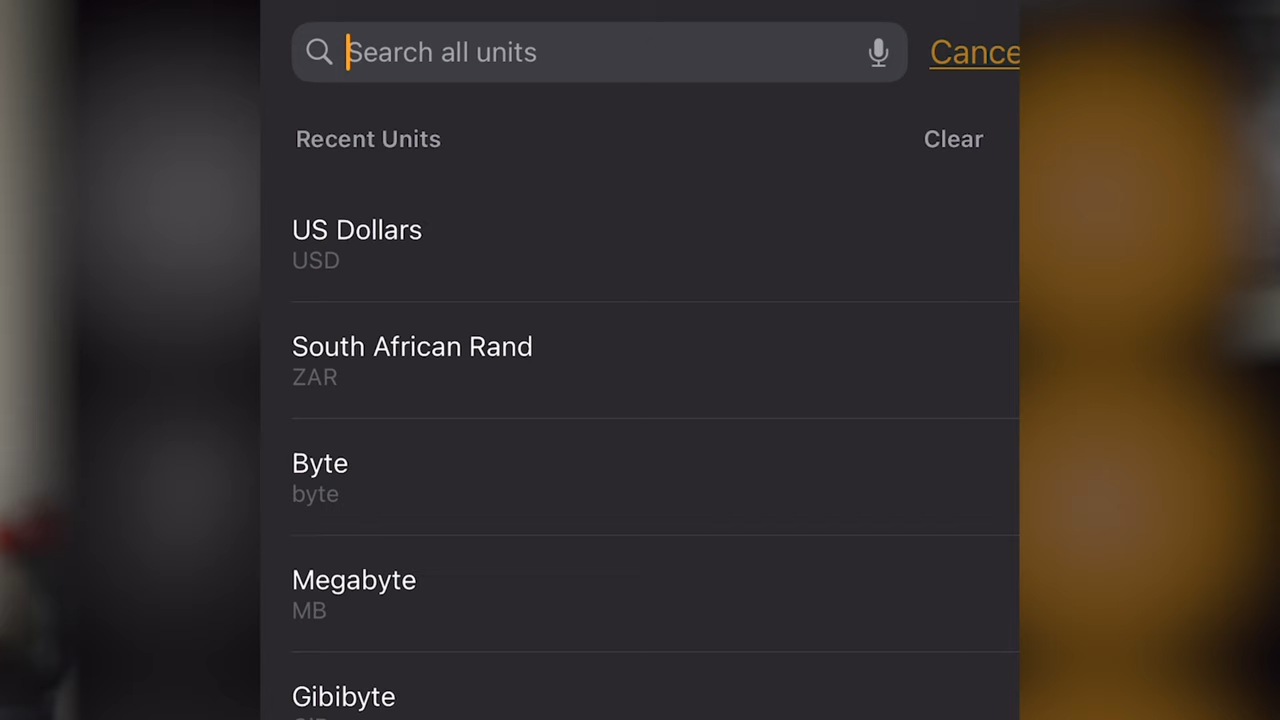 Search all units
Cance
Recent Units
Clear
US Dollars
USD
South African Rand
ZAR
Byte
byte
Megabyte
MB
Gibibyte